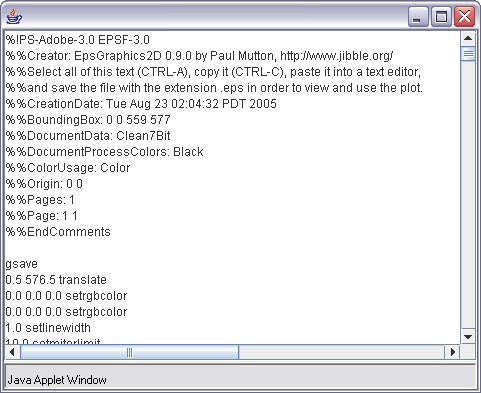 %!PS-Adobe-3.0 EPSF-3.0
%%Creator: EpsGraphics2D 0.9.0 by Paul Mutton, http://www.jibble.org/
%%Select all of this text (CTRL-A), copy it (CTRL-C), paste it into a text editor,
%%and save the file with the extension .eps in order to view and use the plot.
%%CreationDate: Tue Aug 23 02:04:32 PDT 2005
%%BoundingBox: 0 0 559 577
%%DocumentData: Clean7Bit
%%DocumentProcessColors: Black
%%ColorUsage: Color
%%Origin: 0 0
%%Pages: 1
%%Page: 1 1
%%EndComments
gsave
0.5 576.5 translate
0.0 0.0 0.0 setrgbcolor
0.0 0.0 0.0 setrgbcolor
1.0 setlinewidth
10.0 setmiterlimit
Java Applet Window